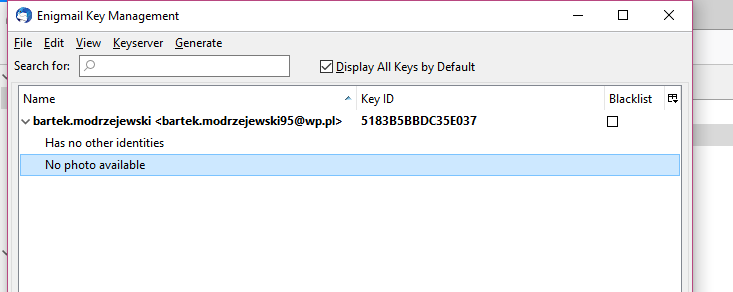 Enigmail Key Management
File Edit View Keyserver Generate
Search for: Display All Keys by Default
Name Key ID Blacklist
bartek.modrzejewski <bartek.modrzejewski95@wp.pl> 5183B5BBDC35E037
Has no other identities
No photo available